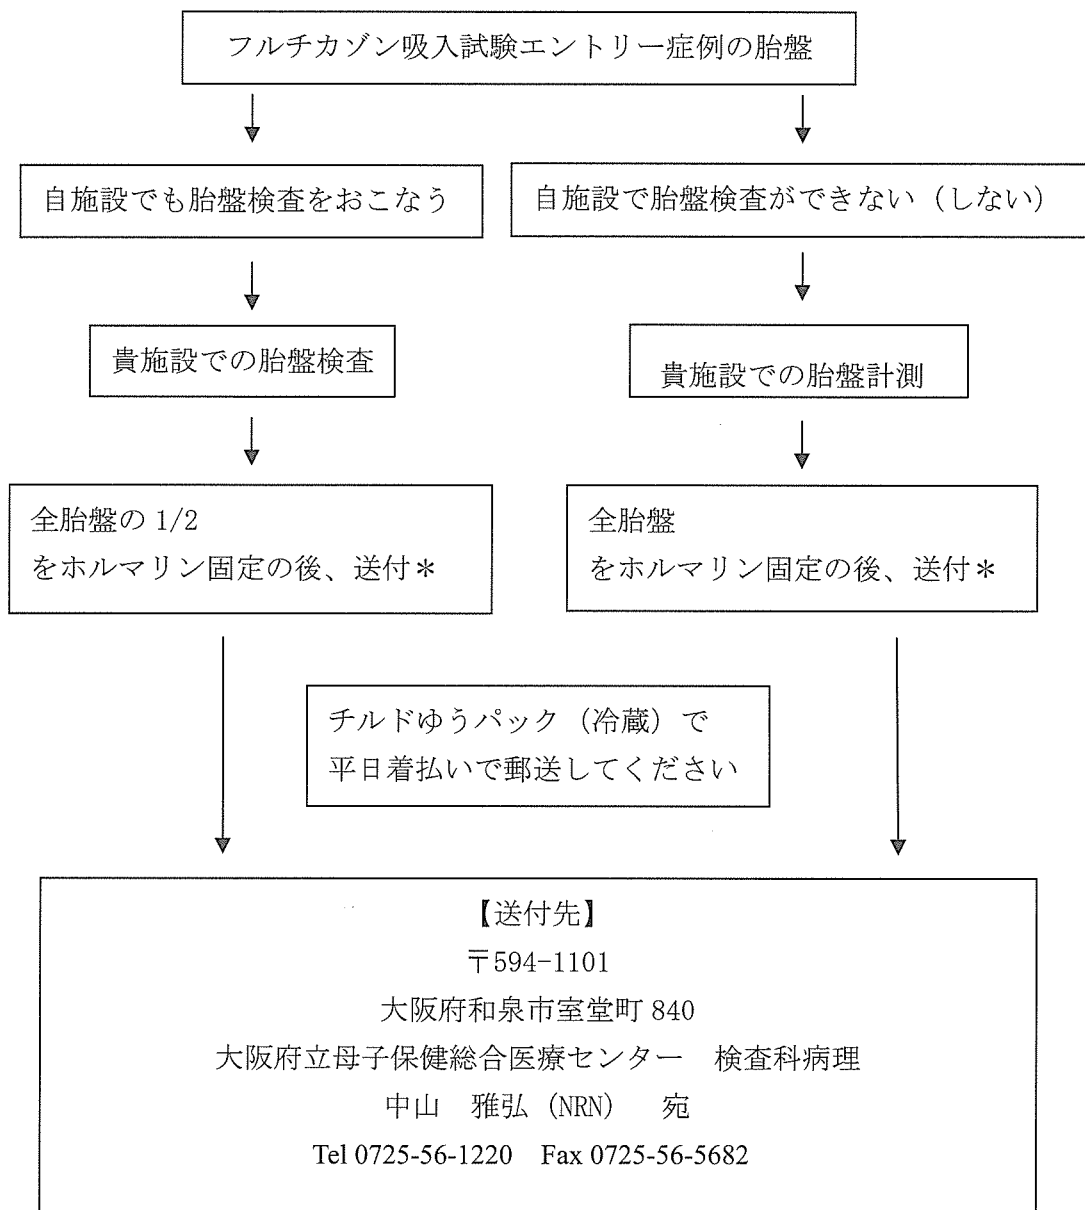 フルチカゾン吸入試験エントリー症例の胎盤
自施設でも胎盤検査をおこなう
自施設で胎盤検査ができない（しない）
貴施設での胎盤検査
貴施設での胎盤計測
全胎盤の 1/2
をホルマリン固定の後、送付＊
全胎盤
をホルマリン固定の後、送付＊
チルドゆうパック（冷蔵）で
平日着払いで郵送してください
【送付先】
〒594-1101
大阪府和泉市室堂町 840
大阪府立母子保健総合医療センター　検査科病理
中山　雅弘（NRN）　宛
Tel 0725-56-1220　Fax 0725-56-5682